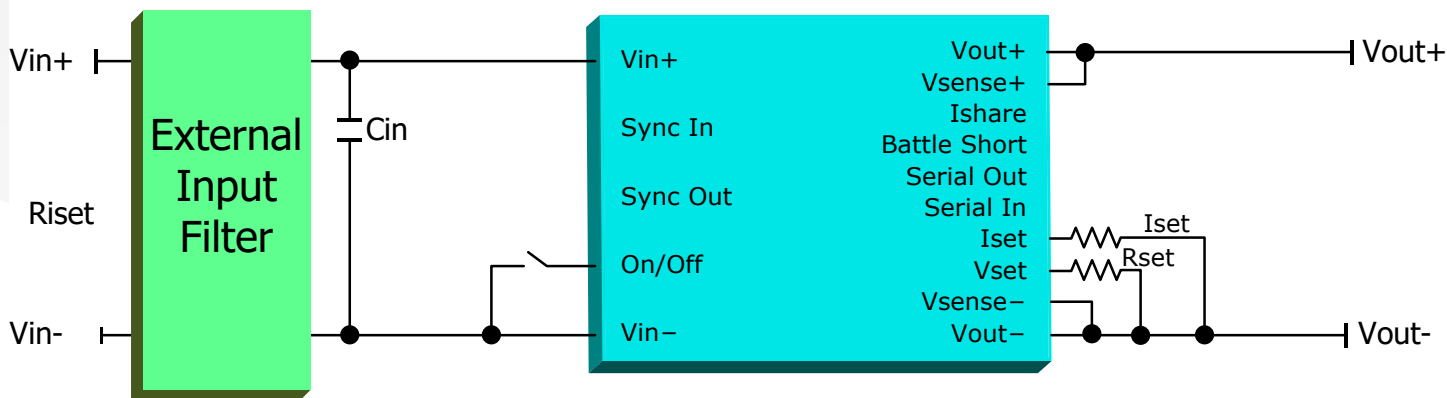 Vin+
Riset
Vin-
External
Input
Filter
Cin
Vin+
Sync In
Sync Out
On/Off
Vin−
Vout+
Vsense+
Ishare
Battle Short
Serial Out
Serial In
Iset
Vset
Vsense−
Vout−
Iset
Rset
Vout+
Vout-